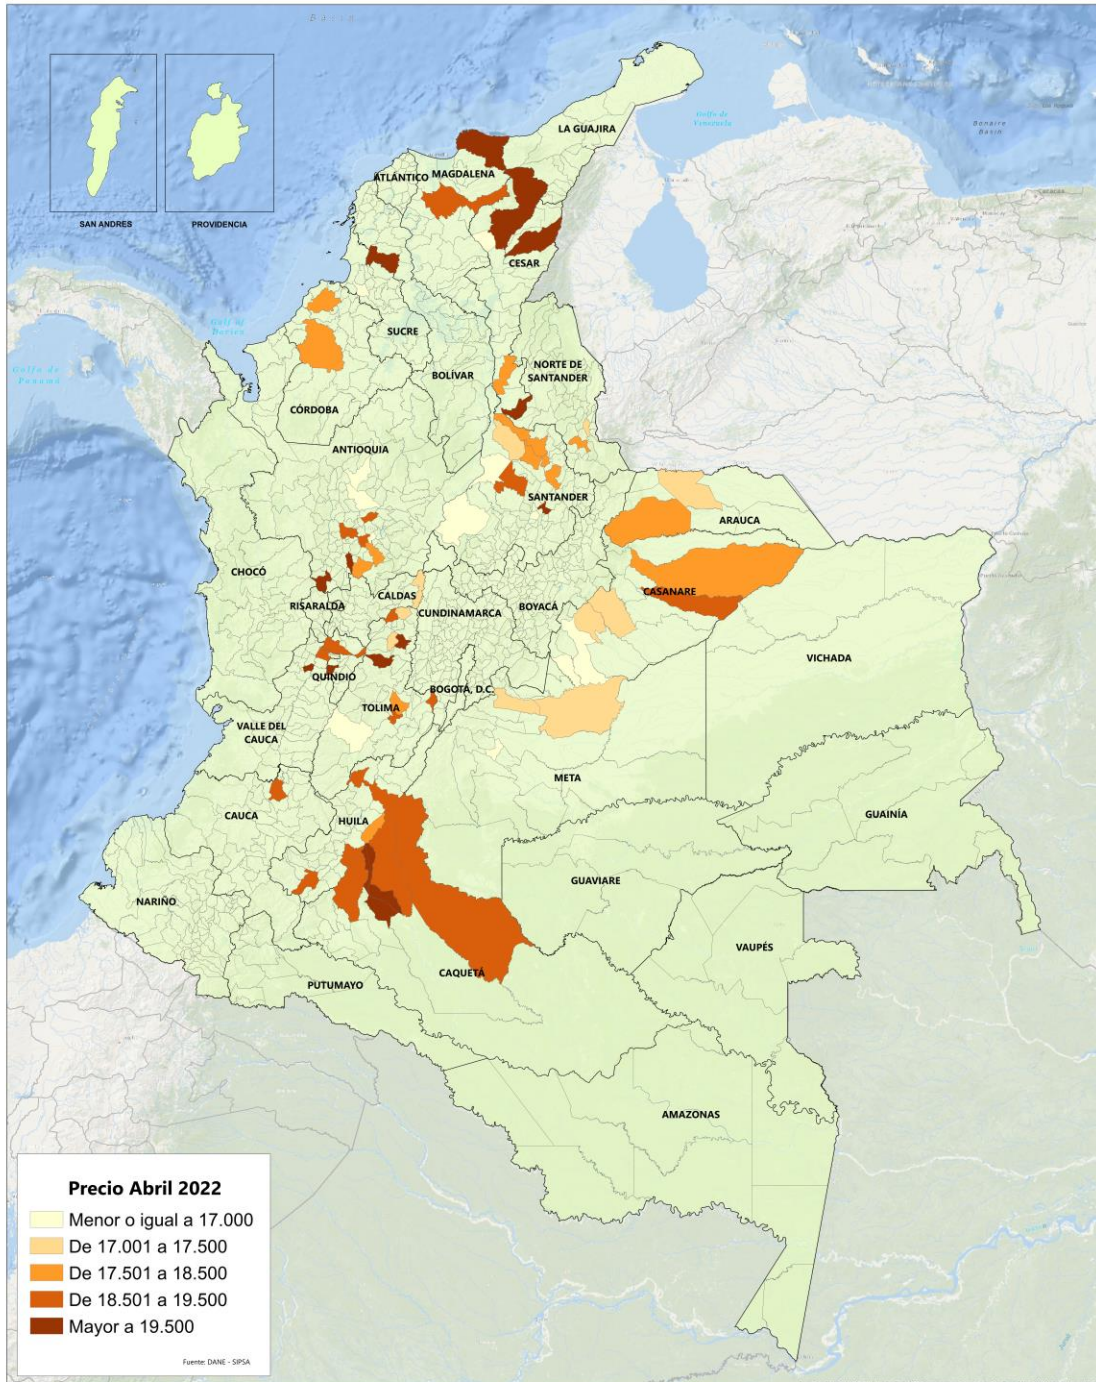 SAN ANDRES
PROVIDENCIA
LA GUAJIRA
MAGDALENA
ATLÁNTICO
CESAR
SUCRE
BOLÍVAR
NORTE DE
SANTANDER
CÓRDOBA
ANTIOQUIA
SANTANDER
ARAUCA
CHOCÓ
RISARALDA
CALDAS
CUNDINAMARCA
BOYACÁ
CASANARE
VICHADA
QUINDIO
TOLIMA
BOGOTÁ, D.C.
VALLE DEL
CAUCA
META
CAUCA
HUILA
GUAINÍA
NARIÑO
GUAVIARE
VAUPÉS
CAQUETÁ
PUTUMAYO
AMAZONAS
Golfo de
Venezuela
Bonaire
Basin
Golfo de
Panamá
Precio Abril 2022
Menor o igual a 17.000
De 17.001 a 17.500
De 17.501 a 18.500
De 18.501 a 19.500
Mayor a 19.500
Fuente: DANE - SIPSA